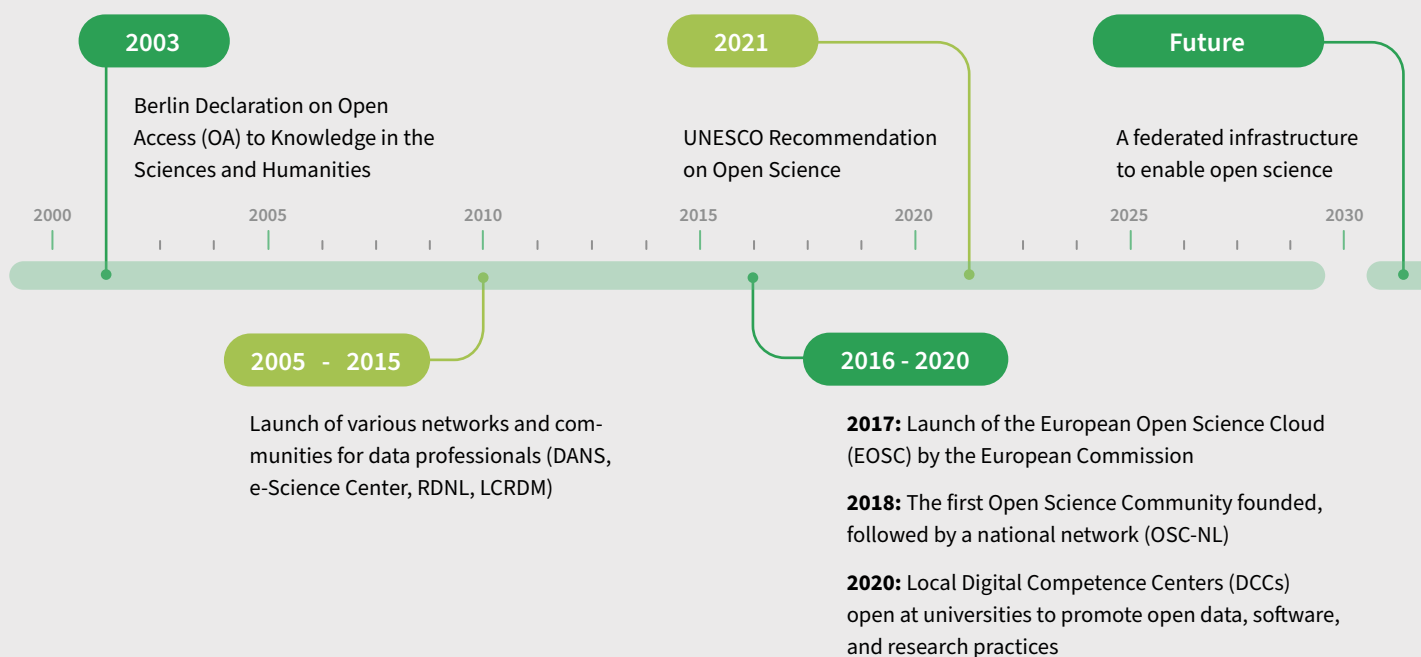 2003
Berlin Declaration on Open
Access (OA) to Knowledge in the
Sciences and Humanities
2021
UNESCO Recommendation
on Open Science
Future
A federated infrastructure
to enable open science
2000 2005 2010 2015 2020 2025 2030
2005 - 2015
Launch of various networks and com-
munities for data professionals (DANS,
e-Science Center, RDNL, LCRDM)
2016 - 2020
2017: Launch of the European Open Science Cloud
(EOSC) by the European Commission
2018: The first Open Science Community founded,
followed by a national network (OSC-NL)
2020: Local Digital Competence Centers (DCCs)
open at universities to promote open data, software,
and research practices